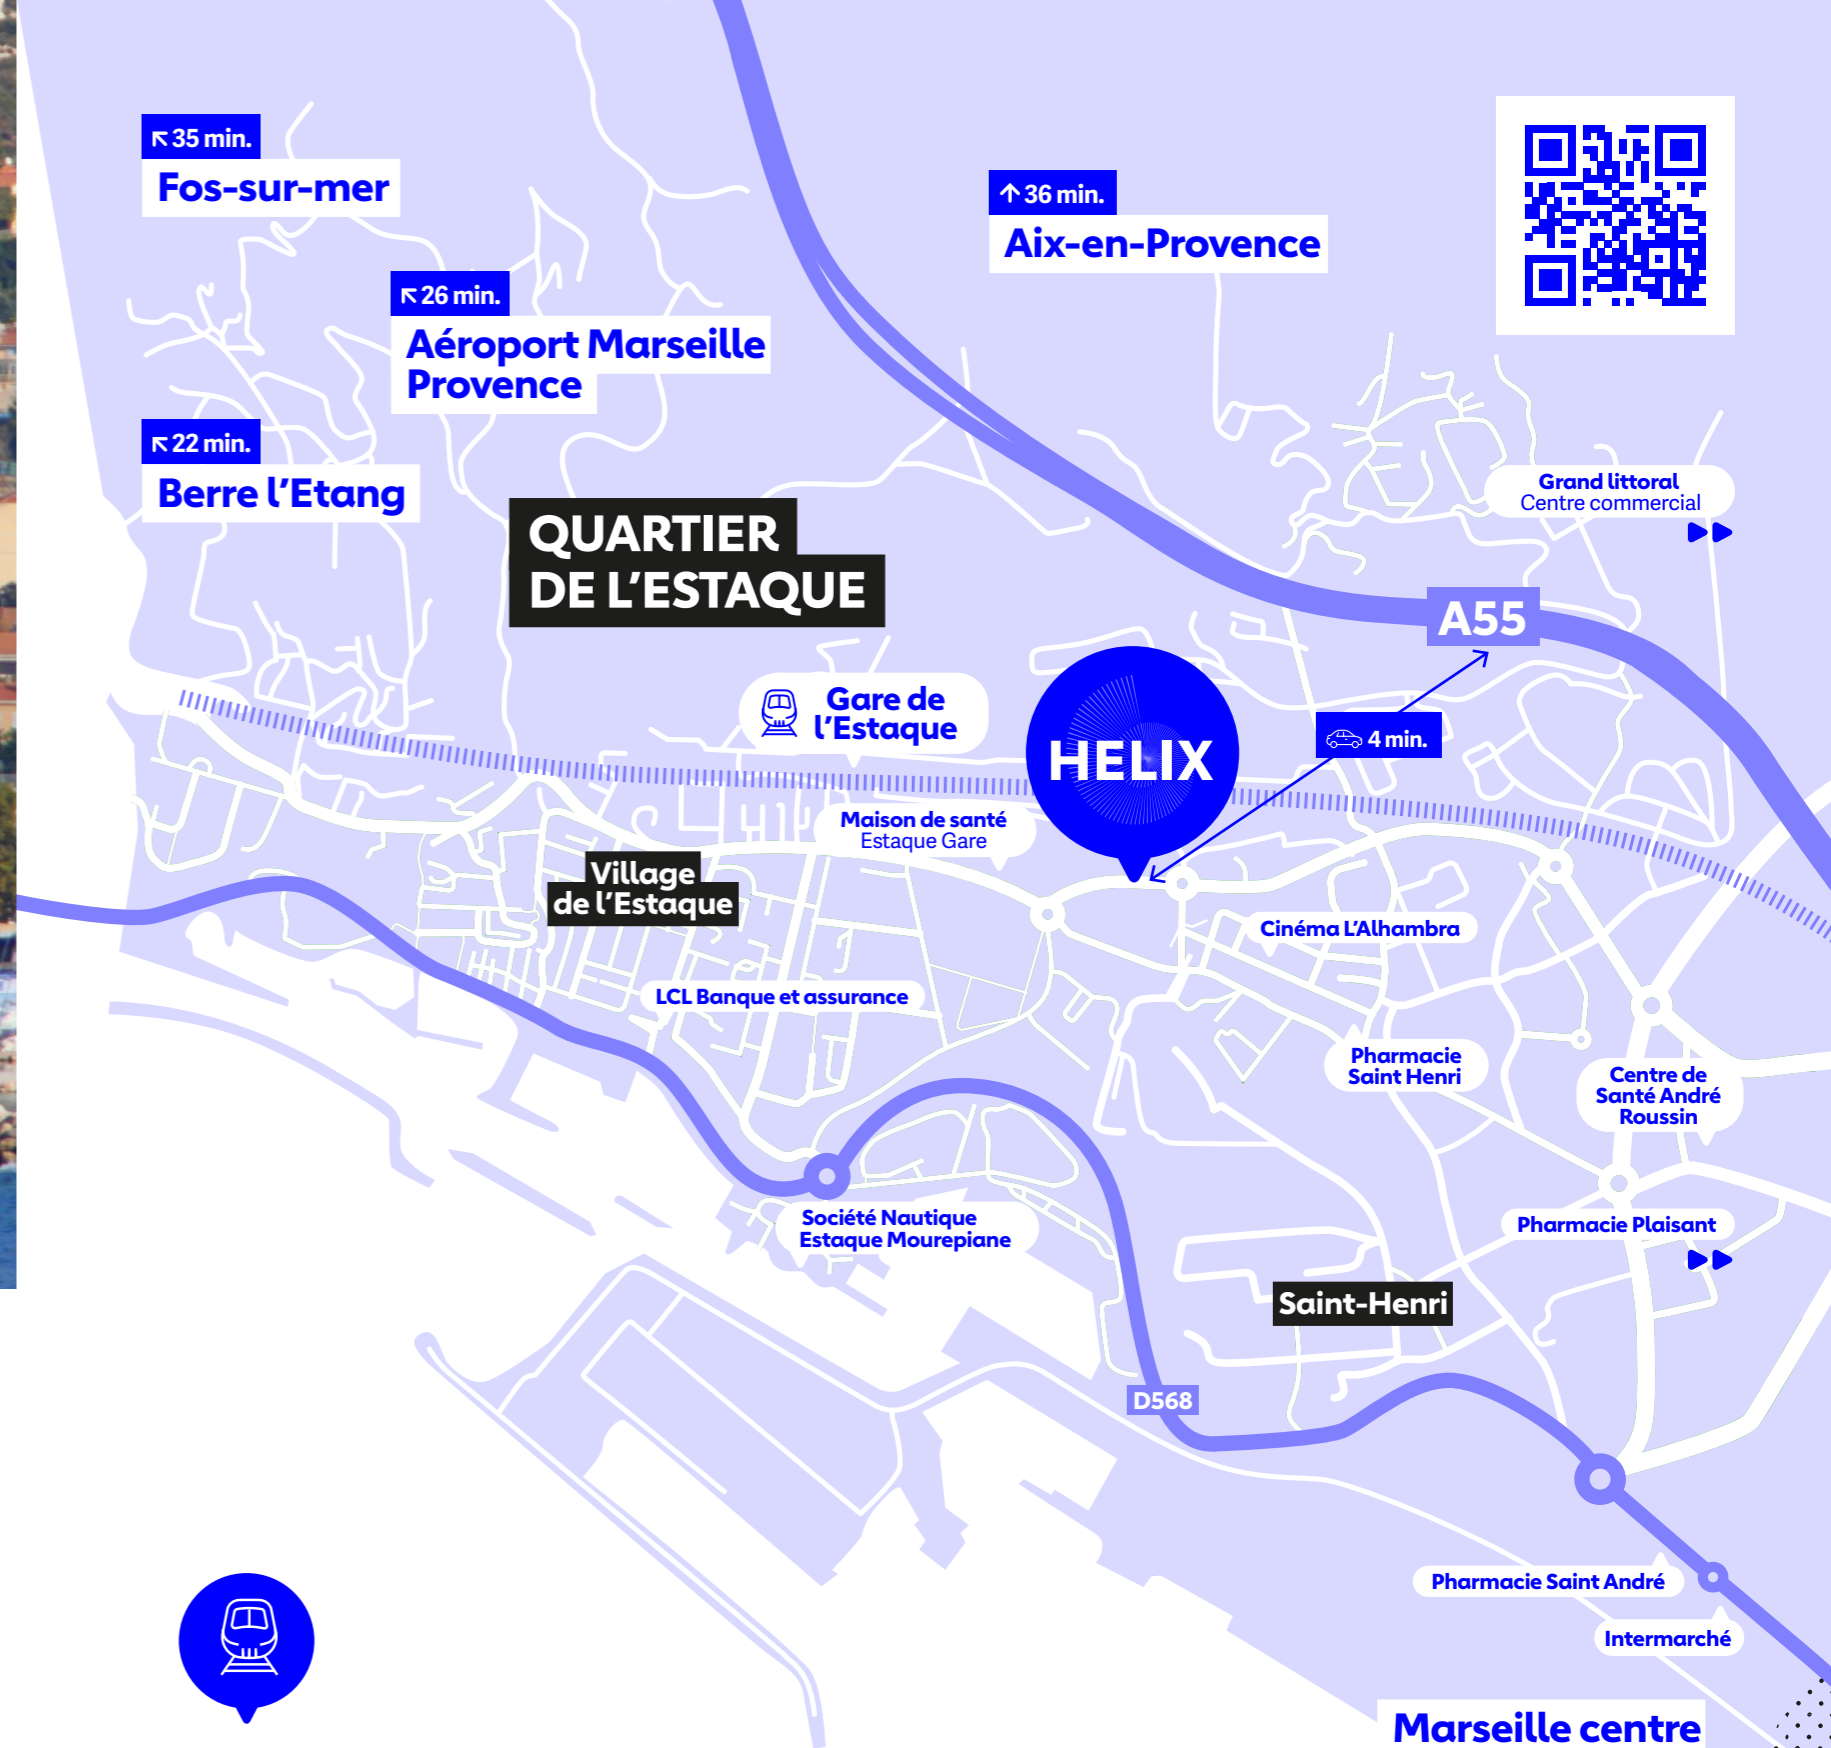 35 min.
Fos-sur-mer
36 min.
Aix-en-Provence
26 min.
Aéroport Marseille
Provence
22 min.
Berre l'Etang
Grand littoral
Centre commercial
QUARTIER
DE L'ESTAQUE
A55
Gare de
l'Estaque
HELIX
4 min.
Maison de santé
Estaque Gare
Village
de l'Estaque
Cinéma L'Alhambra
LCL Banque et assurance
Pharmacie
Saint Henri
Centre de
Santé André
Roussin
Société Nautique
Estaque Mourepiane
Pharmacie Plaisant
Saint-Henri
D568
Pharmacie Saint André
Intermarché
Marseille centre